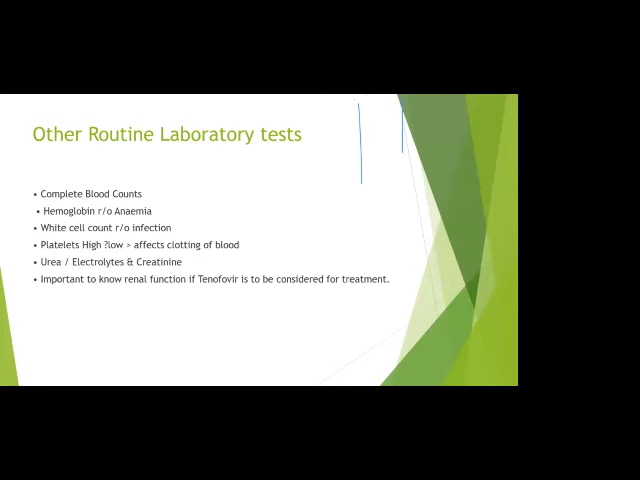 Other Routine Laboratory tests
• Complete Blood Counts
• Hemoglobin r/o Anaemia
• White cell count r/o infection
• Platelets High ?low > affects clotting of blood
• Urea / Electrolytes & Creatinine
• Important to know renal function if Tenofovir is to be considered for treatment.